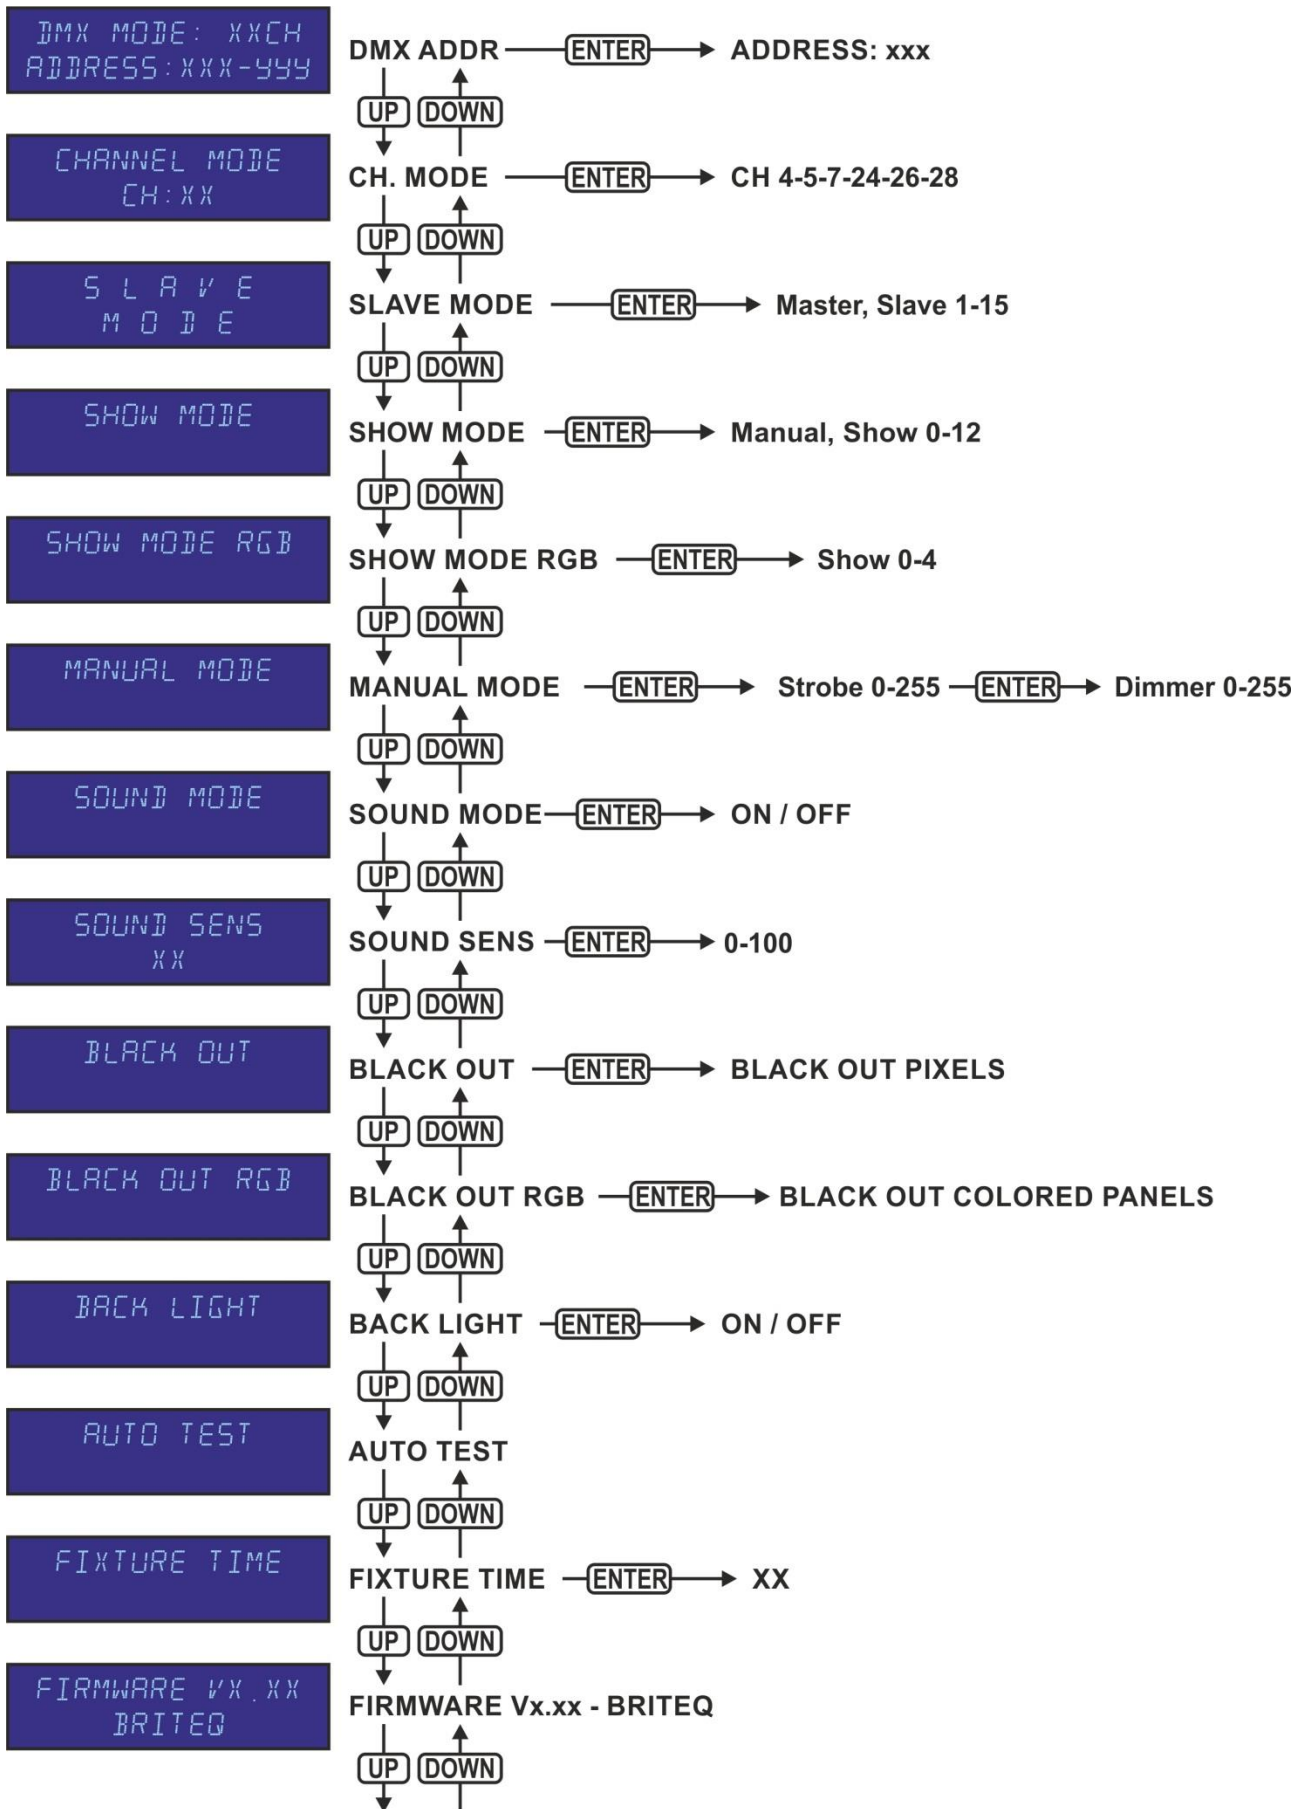 DMX MODE: XXCH
ADDRESS:XXX-YYY
DMX ADDR ENTER ADDRESS: xxx
UP DOWN
CHANNEL MODE
CH:XX
CH. MODE ENTER CH 4-5-7-24-26-28
UP DOWN
SLAVE
MODE
SLAVE MODE ENTER Master, Slave 1-15
UP DOWN
SHOW MODE
SHOW MODE ENTER Manual, Show 0-12
UP DOWN
SHOW MODE RGB
SHOW MODE RGB ENTER Show 0-4
UP DOWN
MANUAL MODE
MANUAL MODE ENTER Strobe 0-255 ENTER Dimmer 0-255
UP DOWN
SOUND MODE
SOUND MODE ENTER ON / OFF
UP DOWN
SOUND SENS
XX
SOUND SENS ENTER 0-100
UP DOWN
BLACK OUT
BLACK OUT ENTER BLACK OUT PIXELS
UP DOWN
BLACK OUT RGB
BLACK OUT RGB ENTER BLACK OUT COLORED PANELS
UP DOWN
BACK LIGHT
BACK LIGHT ENTER ON / OFF
UP DOWN
AUTO TEST
AUTO TEST
UP DOWN
FIXTURE TIME
FIXTURE TIME ENTER XX
UP DOWN
FIRMWARE VX.XX
BRITEQ
FIRMWARE Vx.xx - BRITEQ
UP DOWN